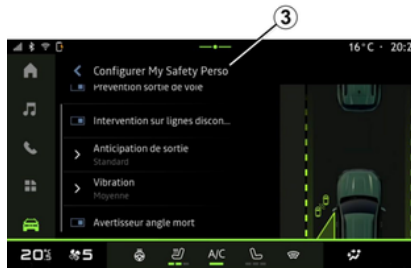 3
16°C · 20:2
Configurer My Safety Perso
Prévention sortie de voie
Intervention sur lignes discon...
Anticipation de sortie
Standard
Vibration
Moyenne
Avertisseur angle mort
20 5 A/C